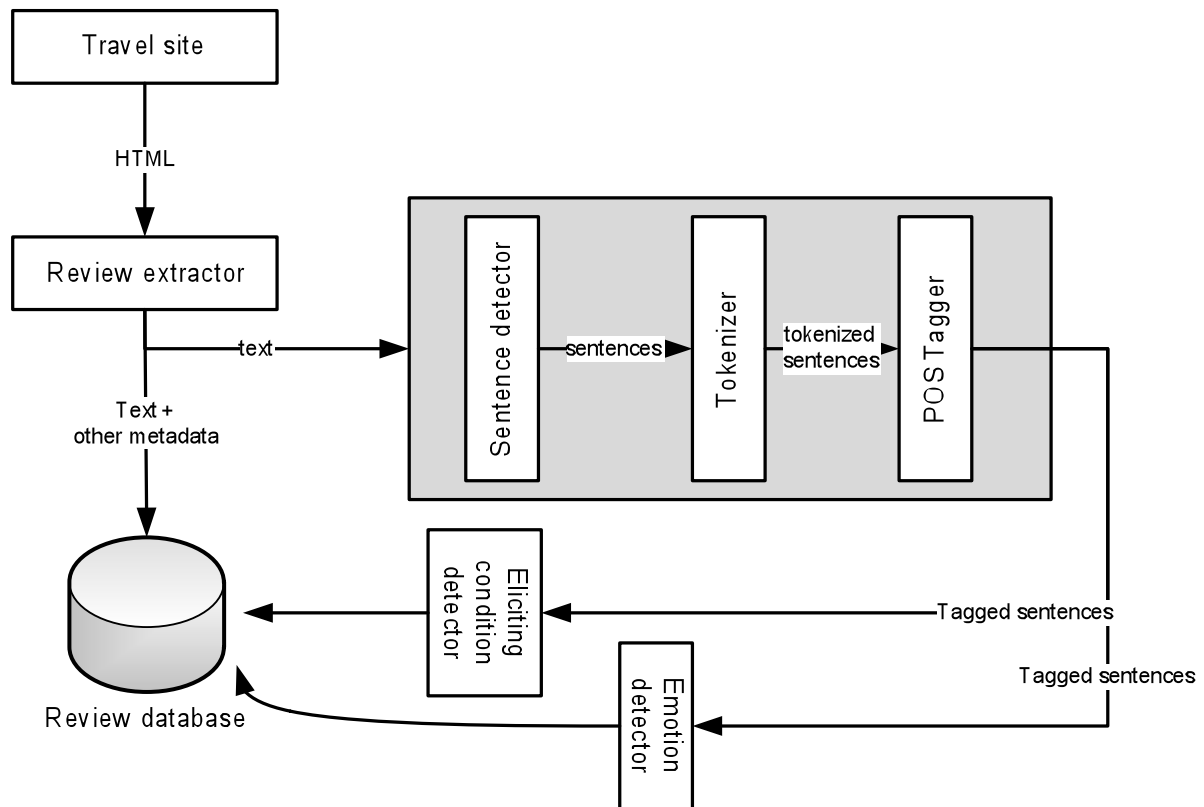 Travel site
HTML
Review extractor
text
Text +
other metadata
Sentence detector
sentences
Tokenizer
tokenized
sentences
POS Tagger
Eliciting
condition
detector
Tagged sentences
Tagged sentences
Emotion
detector
Review database